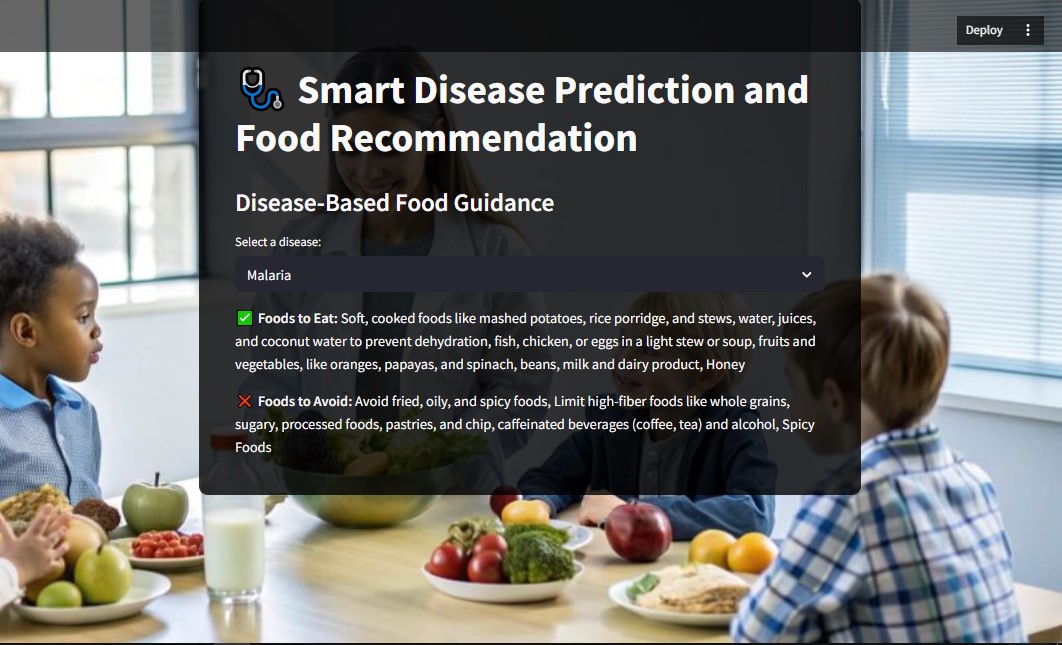 Deploy
🩺 Smart Disease Prediction and
Food Recommendation
Disease-Based Food Guidance
Select a disease:
Malaria
✅ Foods to Eat: Soft, cooked foods like mashed potatoes, rice porridge, and stews, water, juices,
and coconut water to prevent dehydration, fish, chicken, or eggs in a light stew or soup, fruits and
vegetables, like oranges, papayas, and spinach, beans, milk and dairy product, Honey
❌ Foods to Avoid: Avoid fried, oily, and spicy foods, Limit high-fiber foods like whole grains,
sugary, processed foods, pastries, and chip, caffeinated beverages (coffee, tea) and alcohol, Spicy
Foods